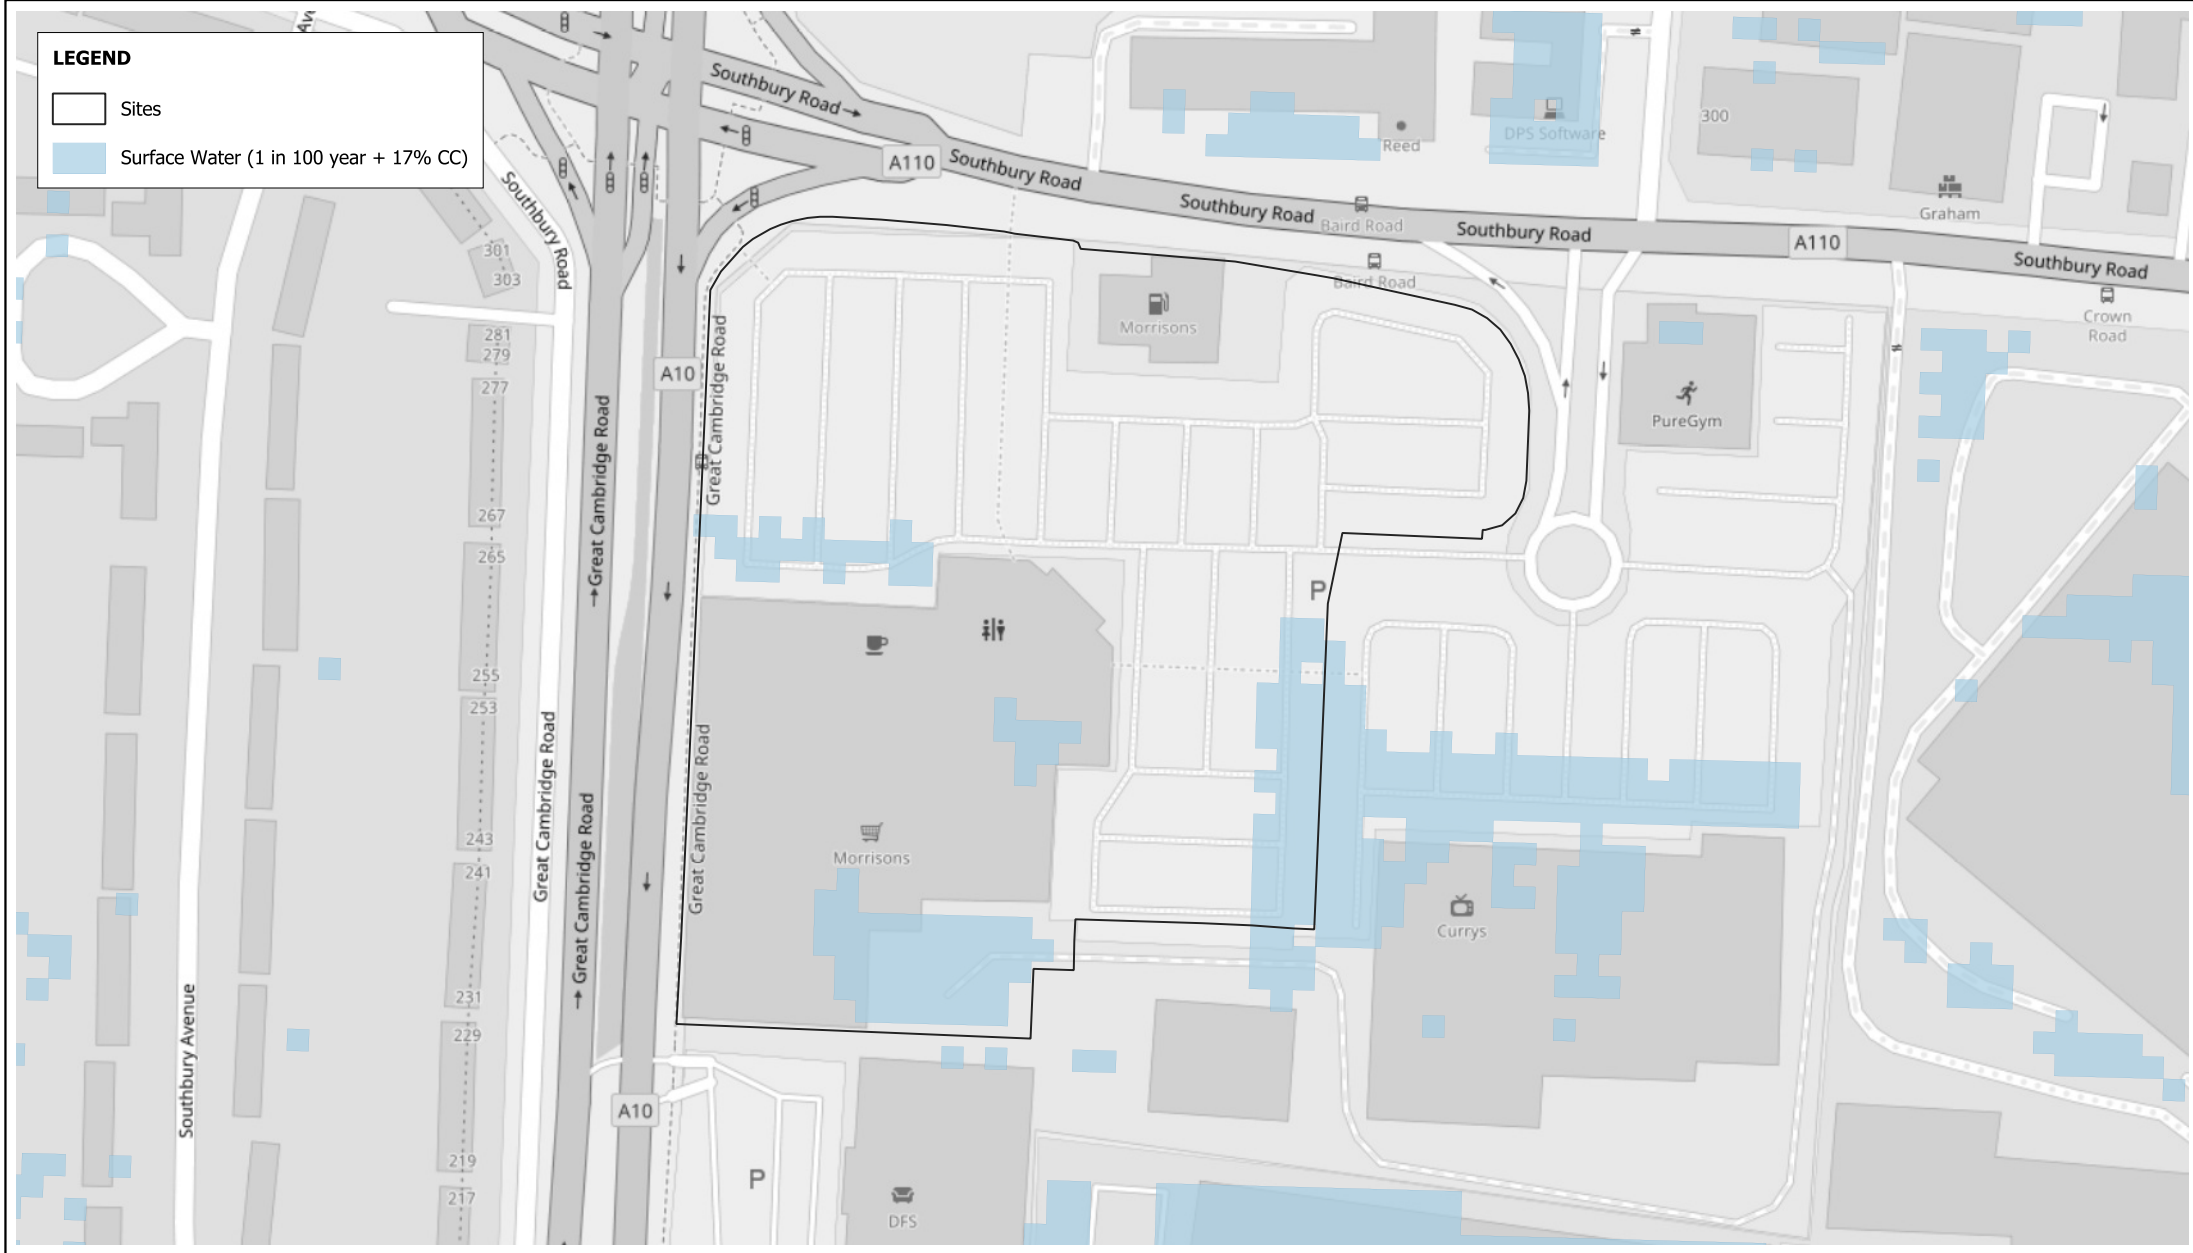 LEGEND
Sites
Surface Water (1 in 100 year + 17% CC)
Ave
Southbury Road
Southbury Road
A110
Southbury Road
Southbury Road
Southbury Road
A110
Southbury Road
Reed
DPS Software
300
Graham
Baird Road
Baird Road
Crown
Road
Morrisons
PureGym
301
303
281
279
277
267
265
255
253
243
241
231
229
219
217
A10
Great Cambridge Road
Great Cambridge Road
Great Cambridge Road
Great Cambridge Road
Great Cambridge Road
Southbury Avenue
P
Morrisons
Currys
A10
P
DFS